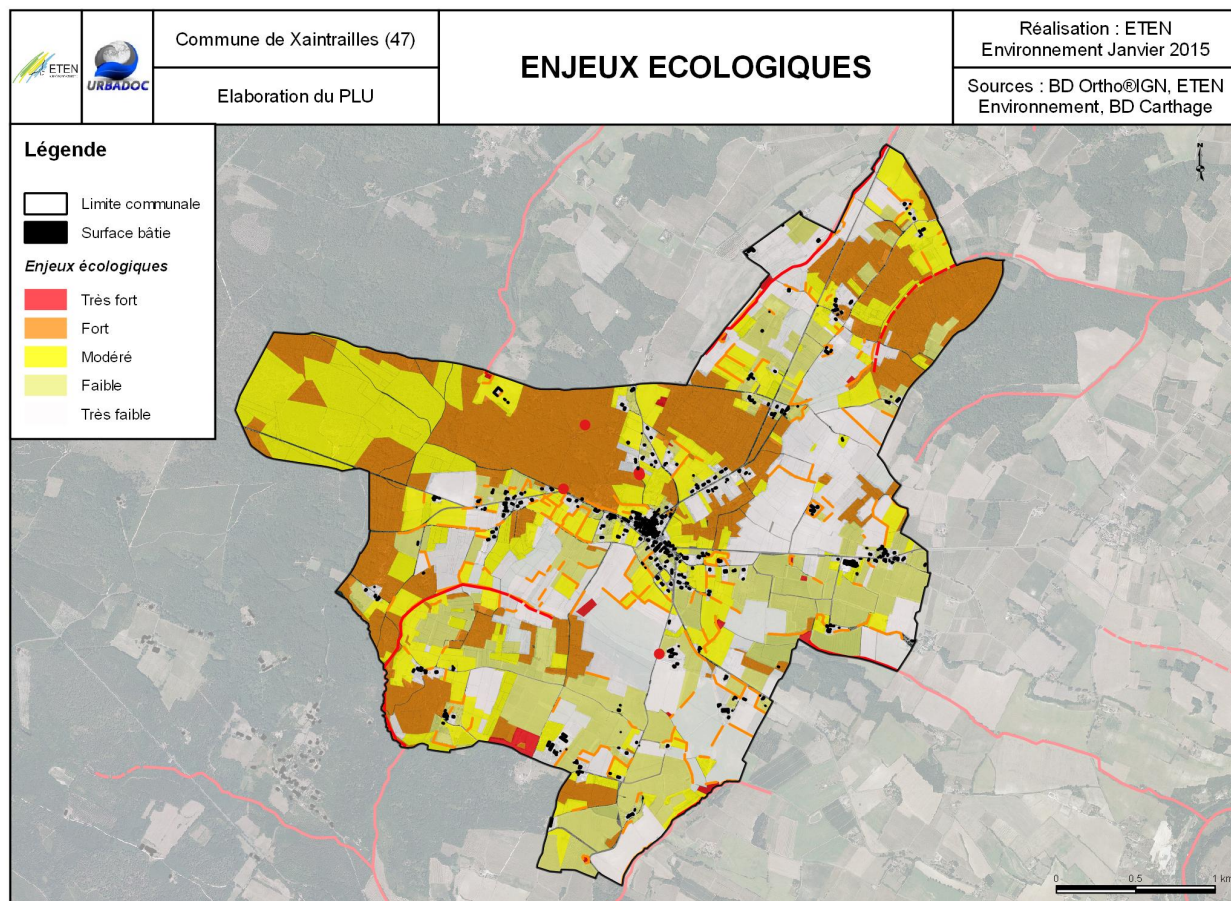 ETEN
URBADOC
Commune de Xaintrailles (47)
Elaboration du PLU
ENJEUX ECOLOGIQUES
Réalisation : ETEN
Environnement Janvier 2015
Sources : BD Ortho®IGN, ETEN
Environnement, BD Carthage
Légende
Limite communale
Surface bâtie
Enjeux écologiques
Très fort
Fort
Modéré
Faible
Très faible
N
0 0.5 1 km